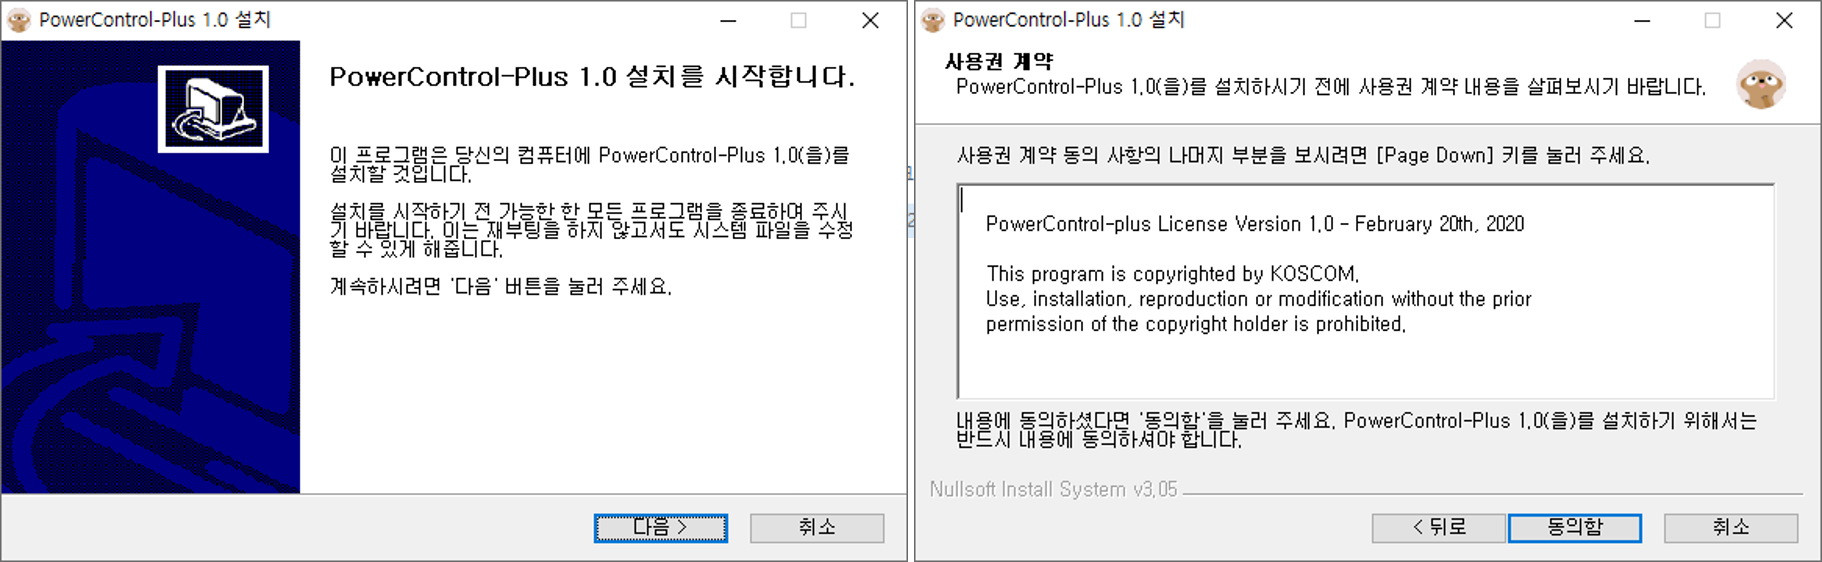 PowerControl-Plus 1.0 설치
PowerControl-Plus 1.0 설치를 시작합니다.
이 프로그램은 당신의 컴퓨터에 PowerControl-Plus 1.0(을)를
설치할 것입니다.
설치를 시작하기 전 가능한 한 모든 프로그램을 종료하여 주시
기 바랍니다. 이는 재부팅을 하지 않고서도 시스템 파일을 수정
할 수 있게 해줍니다.
계속하시려면 '다음' 버튼을 눌러 주세요.
다음 >
취소
PowerControl-Plus 1.0 설치
사용권 계약
PowerControl-Plus 1.0(을)를 설치하시기 전에 사용권 계약 내용을 살펴보시기 바랍니다.
사용권 계약 동의 사항의 나머지 부분을 보시려면 [Page Down] 키를 눌러 주세요.
PowerControl-plus License Version 1.0 - February 20th, 2020
This program is copyrighted by KOSCOM.
Use, installation, reproduction or modification without the prior
permission of the copyright holder is prohibited.
내용에 동의하셨다면 '동의함'을 눌러 주세요. PowerControl-Plus 1.0(을)를 설치하기 위해서는
반드시 내용에 동의하셔야 합니다.
Nullsoft Install System v3.05
< 뒤로
동의함
취소